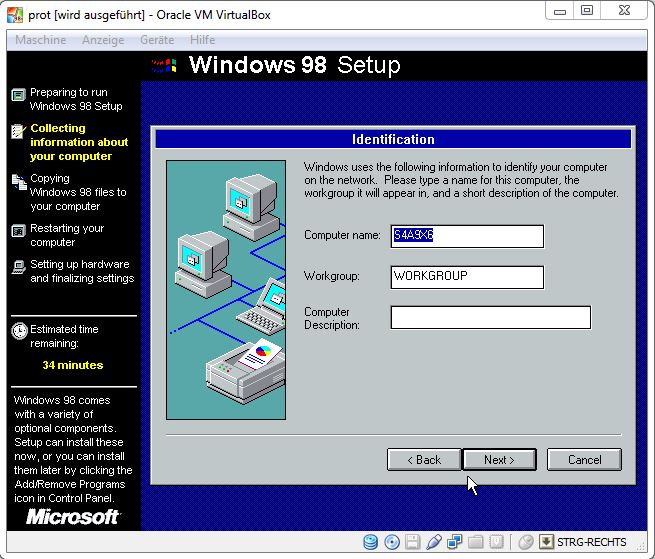 prot [wird ausgeführt] - Oracle VM VirtualBox
Maschine Anzeige Geräte Hilfe
Windows 98 Setup
Preparing to run
Windows 98 Setup
Collecting
information about
your computer
Copying
Windows 98 files to
your computer
Restarting your
computer
Setting up hardware
and finalizing settings
Estimated time
remaining:
34 minutes
Windows 98 comes
with a variety of
optional components.
Setup can install these
now, or you can install
them later by clicking the
Add/Remove Programs
icon in Control Panel.
Microsoft
Identification
Windows uses the following information to identify your computer
on the network. Please type a name for this computer, the
workgroup it will appear in, and a short description of the computer.
Computer name: S4A9X6
Workgroup: WORKGROUP
Computer
Description:
< Back Next > Cancel
STRG-RECHTS